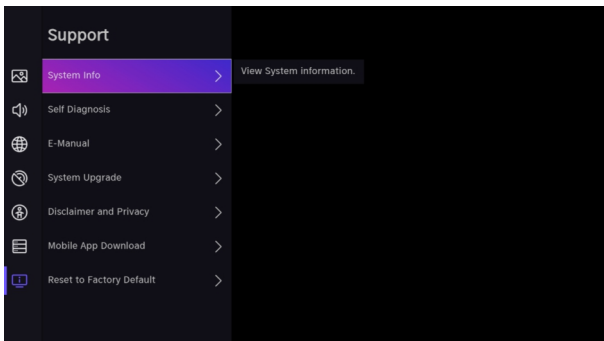 Support
System Info
View System information.
Self Diagnosis
E-Manual
System Upgrade
Disclaimer and Privacy
Mobile App Download
Reset to Factory Default